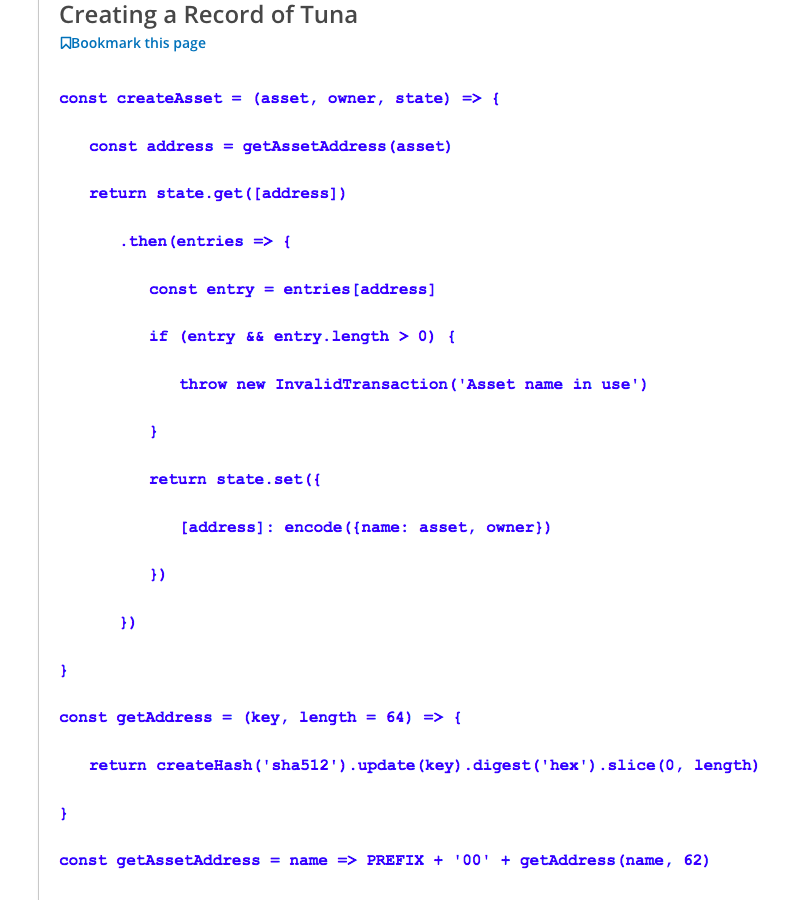 Creating a Record of Tuna
Bookmark this page
const createAsset = (asset, owner, state) => {
const address = getAssetAddress(asset)
return state.get([address])
.then(entries => {
const entry = entries[address]
if (entry && entry.length > 0) {
throw new InvalidTransaction('Asset name in use')
}
return state.set({
[address]: encode({name: asset, owner})
})
})
}
const getAddress = (key, length = 64) => {
return createHash('sha512').update(key).digest('hex').slice(0, length)
}
const getAssetAddress = name => PREFIX + '00' + getAddress(name, 62)